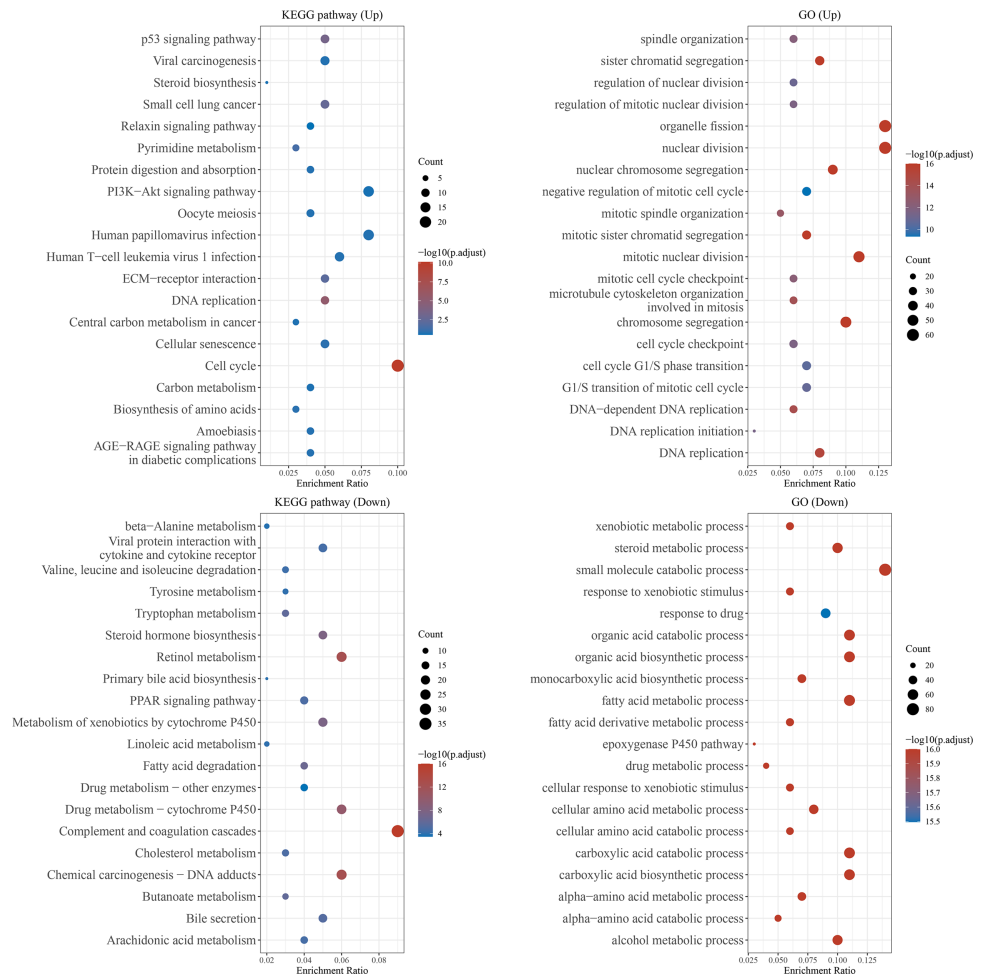 KEGG pathway (Up)
p53 signaling pathway
Viral carcinogenesis
Steroid biosynthesis
Small cell lung cancer
Relaxin signaling pathway
Pyrimidine metabolism
Protein digestion and absorption
PI3K−Akt signaling pathway
Oocyte meiosis
Human papillomavirus infection
Human T−cell leukemia virus 1 infection
ECM−receptor interaction
DNA replication
Central carbon metabolism in cancer
Cellular senescence
Cell cycle
Carbon metabolism
Biosynthesis of amino acids
Amoebiasis
AGE−RAGE signaling pathway
in diabetic complications
0.025 0.050 0.075 0.100
Enrichment Ratio
Count
5
10
15
20
−log10(p.adjust)
10.0
7.5
5.0
2.5
GO (Up)
spindle organization
sister chromatid segregation
regulation of nuclear division
regulation of mitotic nuclear division
organelle fission
nuclear division
nuclear chromosome segregation
negative regulation of mitotic cell cycle
mitotic spindle organization
mitotic sister chromatid segregation
mitotic nuclear division
mitotic cell cycle checkpoint
microtubule cytoskeleton organization
involved in mitosis
chromosome segregation
cell cycle checkpoint
cell cycle G1/S phase transition
G1/S transition of mitotic cell cycle
DNA−dependent DNA replication
DNA replication initiation
DNA replication
0.025 0.050 0.075 0.100 0.125
Enrichment Ratio
−log10(p.adjust)
16
14
12
10
Count
20
30
40
50
60
KEGG pathway (Down)
beta−Alanine metabolism
Viral protein interaction with
cytokine and cytokine receptor
Valine, leucine and isoleucine degradation
Tyrosine metabolism
Tryptophan metabolism
Steroid hormone biosynthesis
Retinol metabolism
Primary bile acid biosynthesis
PPAR signaling pathway
Metabolism of xenobiotics by cytochrome P450
Linoleic acid metabolism
Fatty acid degradation
Drug metabolism − other enzymes
Drug metabolism − cytochrome P450
Complement and coagulation cascades
Cholesterol metabolism
Chemical carcinogenesis − DNA adducts
Butanoate metabolism
Bile secretion
Arachidonic acid metabolism
0.02 0.04 0.06 0.08
Enrichment Ratio
Count
10
15
20
25
30
35
−log10(p.adjust)
16
12
8
4
GO (Down)
xenobiotic metabolic process
steroid metabolic process
small molecule catabolic process
response to xenobiotic stimulus
response to drug
organic acid catabolic process
organic acid biosynthetic process
monocarboxylic acid biosynthetic process
fatty acid metabolic process
fatty acid derivative metabolic process
epoxygenase P450 pathway
drug metabolic process
cellular response to xenobiotic stimulus
cellular amino acid metabolic process
cellular amino acid catabolic process
carboxylic acid catabolic process
carboxylic acid biosynthetic process
alpha−amino acid metabolic process
alpha−amino acid catabolic process
alcohol metabolic process
0.025 0.050 0.075 0.100 0.125
Enrichment Ratio
Count
20
40
60
80
−log10(p.adjust)
16.0
15.9
15.8
15.7
15.6
15.5